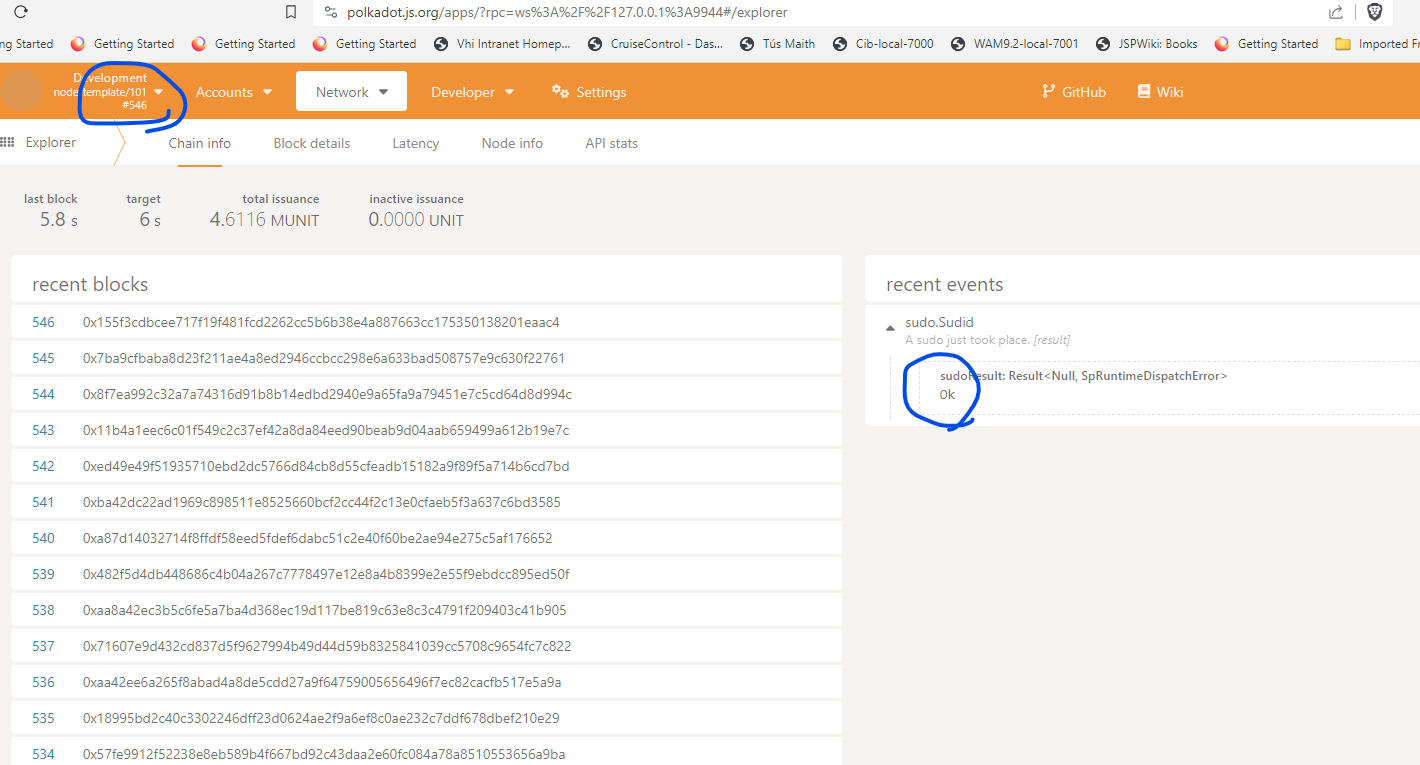 polkadot.js.org/apps/?rpc=ws%3A%2F%2F127.0.0.1%3A9944#/explorer
ng Started Getting Started Getting Started Getting Started Vhi Intranet Homep... CruiseControl - Das... Tús Maith Cib-local-7000 WAM9.2-local-7001 JSPWiki: Books Getting Started Imported Fr
Development
node-template/101
#546
Accounts Network Developer Settings GitHub Wiki
Explorer Chain info Block details Latency Node info API stats
last block target total issuance inactive issuance
5.8 s 6 s 4.6116 MUNIT 0.0000 UNIT
recent blocks
546 0x155f3cdbcee717f19f481fcd2262cc5b6b38e4a887663cc175350138201eaac4
545 0x7ba9cfbaba8d23f211ae4a8ed2946ccbcc298e6a633bad508757e9c630f22761
544 0x8f7ea992c32a7a74316d91b8b14edbd2940e9a65fa9a79451e7c5cd64d8d994c
543 0x11b4a1eec6c01f549c2c37ef42a8da84eed90beab9d04aab659499a612b19e7c
542 0xed49e49f51935710ebd2dc5766d84cb8d55cfeadb15182a9f89f5a714b6cd7bd
541 0xba42dc22ad1969c898511e8525660bcf2cc44f2c13e0cfaeb5f3a637c6bd3585
540 0xa87d14032714f8ffdf58eed5fdef6dabc51c2e40f60be2ae94e275c5af176652
539 0x482f5d4db448686c4b04a267c7778497e12e8a4b8399e2e55f9ebdcc895ed50f
538 0xaa8a42ec3b5c6fe5a7ba4d368ec19d117be819c63e8c3c4791f209403c41b905
537 0x71607e9d432cd837d5f9627994b49d44d59b8325841039cc5708c9654fc7c822
536 0xaa42ee6a265f8abad4a8de5cdd27a9f64759005656496f7ec82cacfb517e5a9a
535 0x18995bd2c40c3302246dff23d0624ae2f9a6ef8c0ae232c7ddf678dbef210e29
534 0x57fe9912f52238e8eb589b4f667bd92c43daa2e60fc084a78a8510553656a9ba
recent events
sudo.Sudid
A sudo just took place. [result]
sudoResult: Result<Null, SpRuntimeDispatchError>
Ok